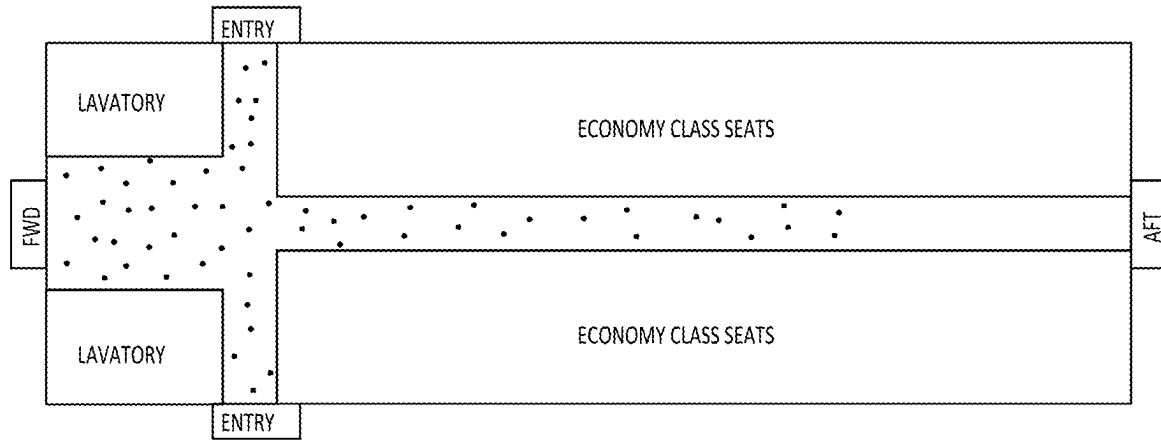 ENTRY
LAVATORY
ECONOMY CLASS SEATS
FWD
AFT
LAVATORY
ECONOMY CLASS SEATS
ENTRY